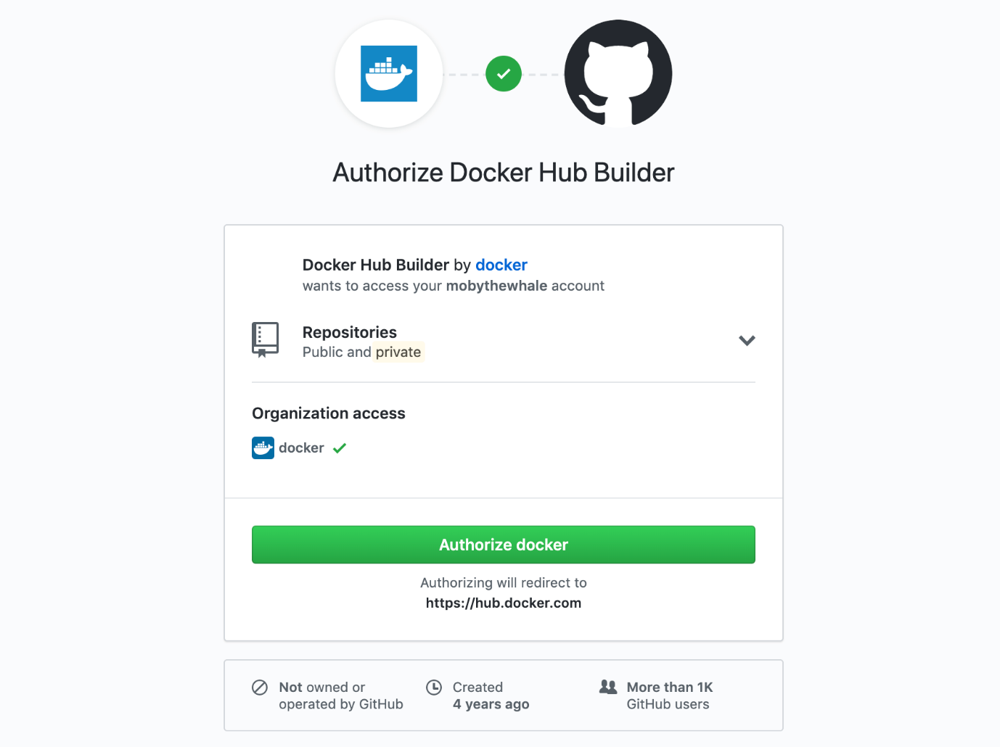 Authorize Docker Hub Builder
Docker Hub Builder by docker
wants to access your mobythewhale account
Repositories
Public and private
Organization access
docker
Authorize docker
Authorizing will redirect to
https://hub.docker.com
Not owned or
operated by GitHub
Created
4 years ago
More than 1K
GitHub users